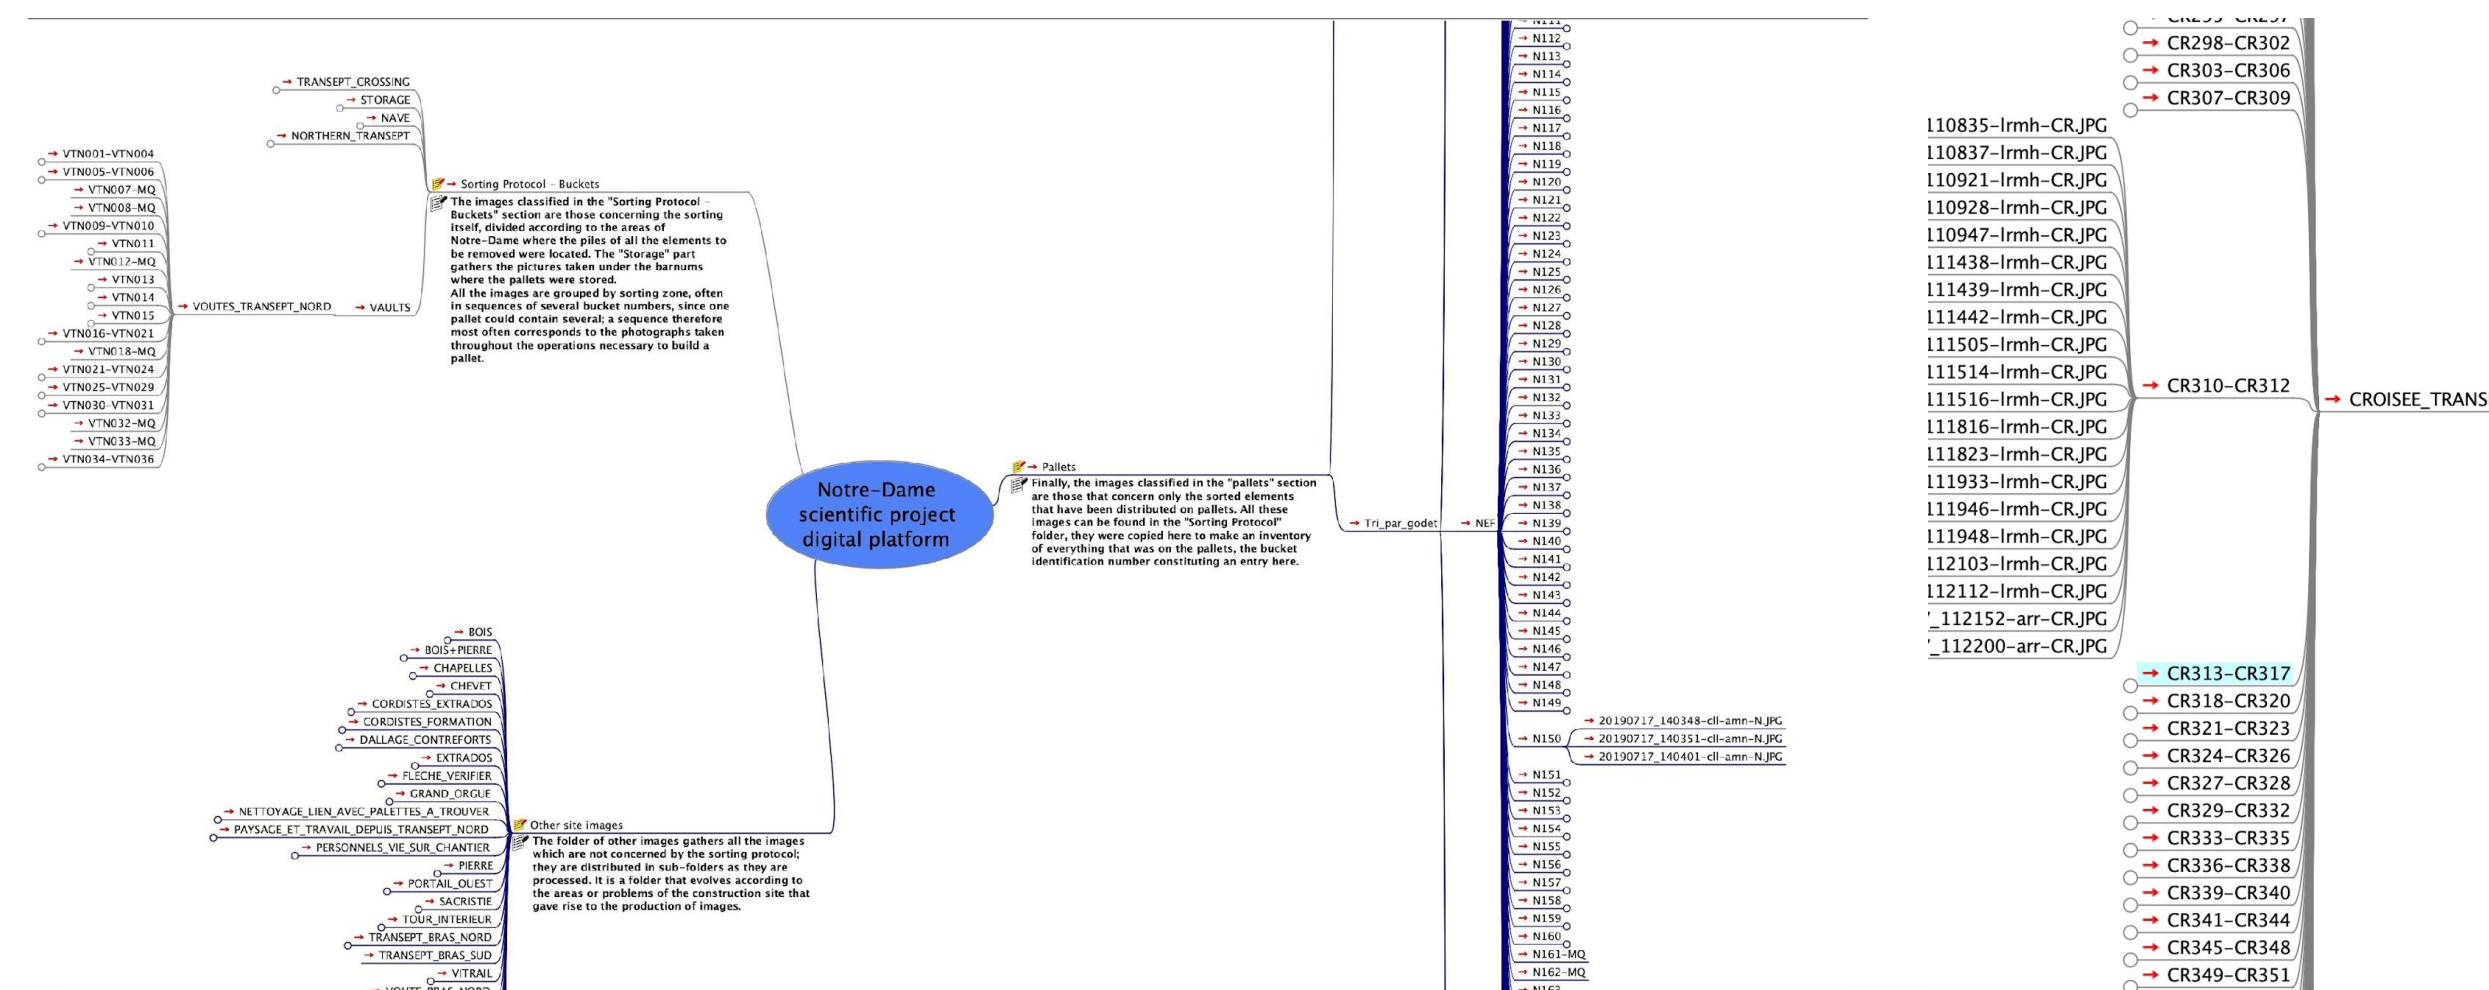 TRANSEPT_CROSSING
STORAGE
NAVE
NORTHERN_TRANSEPT
VTN001-VTN004
VTN005-VTN006
VTN007-MQ
VTN008-MQ
VTN009-VTN010
VTN011
VTN012-MQ
VTN013
VTN014
VTN015
VTN016-VTN021
VTN018-MQ
VTN021-VTN024
VTN025-VTN029
VTN030-VTN031
VTN032-MQ
VTN033-MQ
VTN034-VTN036
VOUTES_TRANSEPT_NORD
VAULTS
Sorting Protocol – Buckets
The images classified in the "Sorting Protocol –
Buckets" section are those concerning the sorting
itself, divided according to the areas of
Notre-Dame where the piles of all the elements to
be removed were located. The "Storage" part
gathers the pictures taken under the barnums
where the pallets were stored.
All the images are grouped by sorting zone, often
in sequences of several bucket numbers, since one
pallet could contain several; a sequence therefore
most often corresponds to the photographs taken
throughout the operations necessary to build a
pallet.
Notre-Dame
scientific project
digital platform
BOIS
BOIS+PIERRE
CHAPELLES
CHEVET
CORDISTES_EXTRADOS
CORDISTES_FORMATION
DALLAGE_CONTREFORTS
EXTRADOS
FLECHE_VERIFIER
GRAND_ORGUE
NETTOYAGE_LIEN_AVEC_PALETTES_A_TROUVER
PAYSAGE_ET_TRAVAIL_DEPUIS_TRANSEPT_NORD
PERSONNELS_VIE_SUR_CHANTIER
PIERRE
PORTAIL_OUEST
SACRISTIE
TOUR_INTERIEUR
TRANSEPT_BRAS_NORD
TRANSEPT_BRAS_SUD
VITRAIL
Other site images
The folder of other images gathers all the images
which are not concerned by the sorting protocol;
they are distributed in sub-folders as they are
processed. It is a folder that evolves according to
the areas or problems of the construction site that
gave rise to the production of images.
Pallets
Finally, the images classified in the "pallets" section
are those that concern only the sorted elements
that have been distributed on pallets. All these
images can be found in the "Sorting Protocol"
folder, they were copied here to make an inventory
of everything that was on the pallets, the bucket
identification number constituting an entry here.
Tri_par_godet
NEF
N111
N112
N113
N114
N115
N116
N117
N118
N119
N120
N121
N122
N123
N124
N125
N126
N127
N128
N129
N130
N131
N132
N133
N134
N135
N136
N137
N138
N139
N140
N141
N142
N143
N144
N145
N146
N147
N148
N149
N150
20190717_140348-cll-amn-N.JPG
20190717_140351-cll-amn-N.JPG
20190717_140401-cll-amn-N.JPG
N151
N152
N153
N154
N155
N156
N157
N158
N159
N160
N161-MQ
N162-MQ
CR298-CR302
CR303-CR306
CR307-CR309
110835-lrmh-CR.JPG
110837-lrmh-CR.JPG
110921-lrmh-CR.JPG
110928-lrmh-CR.JPG
110947-lrmh-CR.JPG
111438-lrmh-CR.JPG
111439-lrmh-CR.JPG
111442-lrmh-CR.JPG
111505-lrmh-CR.JPG
111514-lrmh-CR.JPG
111516-lrmh-CR.JPG
111816-lrmh-CR.JPG
111823-lrmh-CR.JPG
111933-lrmh-CR.JPG
111946-lrmh-CR.JPG
111948-lrmh-CR.JPG
112103-lrmh-CR.JPG
112112-lrmh-CR.JPG
_112152-arr-CR.JPG
_112200-arr-CR.JPG
CR310-CR312
CROISEE_TRANS
CR313-CR317
CR318-CR320
CR321-CR323
CR324-CR326
CR327-CR328
CR329-CR332
CR333-CR335
CR336-CR338
CR339-CR340
CR341-CR344
CR345-CR348
CR349-CR351